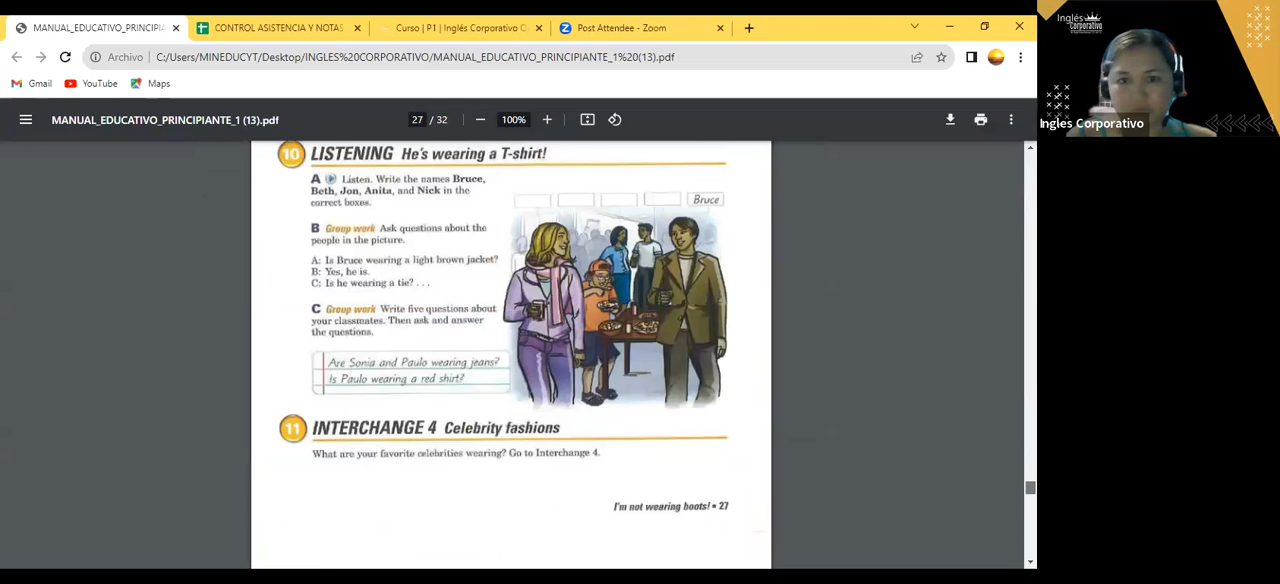 MANUAL_EDUCATIVO_PRINCIPIA
CONTROL ASISTENCIA Y NOTAS
Curso | P1 | Inglés Corporativo O
Post Attendee - Zoom
Archivo
C:/Users/MINEDUCYT/Desktop/INGLES%20CORPORATIVO/MANUAL_EDUCATIVO_PRINCIPIANTE_1%20(13).pdf
Gmail
YouTube
Maps
MANUAL_EDUCATIVO_PRINCIPIANTE_1 (13).pdf
27 / 32
100%
10 LISTENING He's wearing a T-shirt!
A Listen. Write the names Bruce,
Beth, Jon, Anita, and Nick in the
correct boxes.
Bruce
B Group work Ask questions about the
people in the picture.
A: Is Bruce wearing a light brown jacket?
B: Yes, he is.
C: Is he wearing a tie? . . .
C Group work Write five questions about
your classmates. Then ask and answer
the questions.
Are Sonia and Paulo wearing jeans?
Is Paulo wearing a red shirt?
11 INTERCHANGE 4 Celebrity fashions
What are your favorite celebrities wearing? Go to Interchange 4.
I'm not wearing boots! • 27
Inglés
Corporativo
Ingles Corporativo